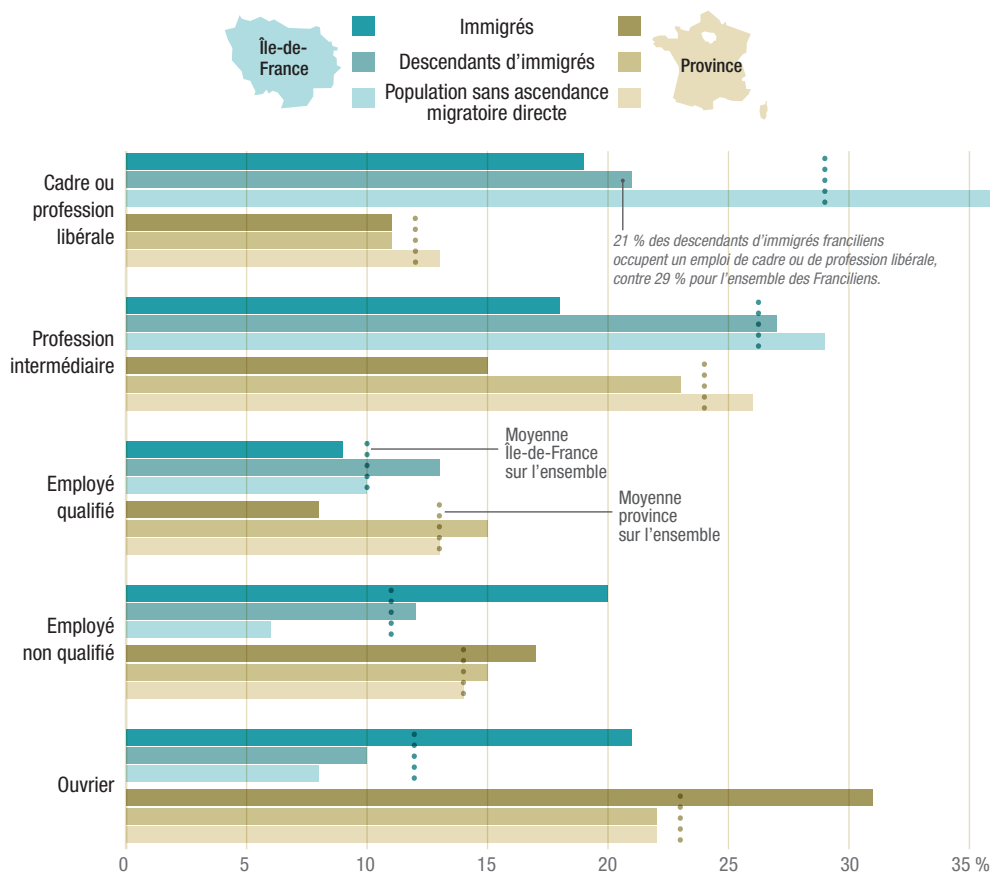 Île-de-
France
Immigrés
Descendants d'immigrés
Population sans ascendance
migratoire directe
Province
Cadre ou
profession
libérale
21 % des descendants d'immigrés franciliens
occupent un emploi de cadre ou de profession libérale,
contre 29 % pour l'ensemble des Franciliens.
Profession
intermédiaire
Moyenne
Île-de-France
sur l'ensemble
Employé
qualifié
Moyenne
province
sur l'ensemble
Employé
non qualifié
Ouvrier
0 5 10 15 20 25 30 35 %